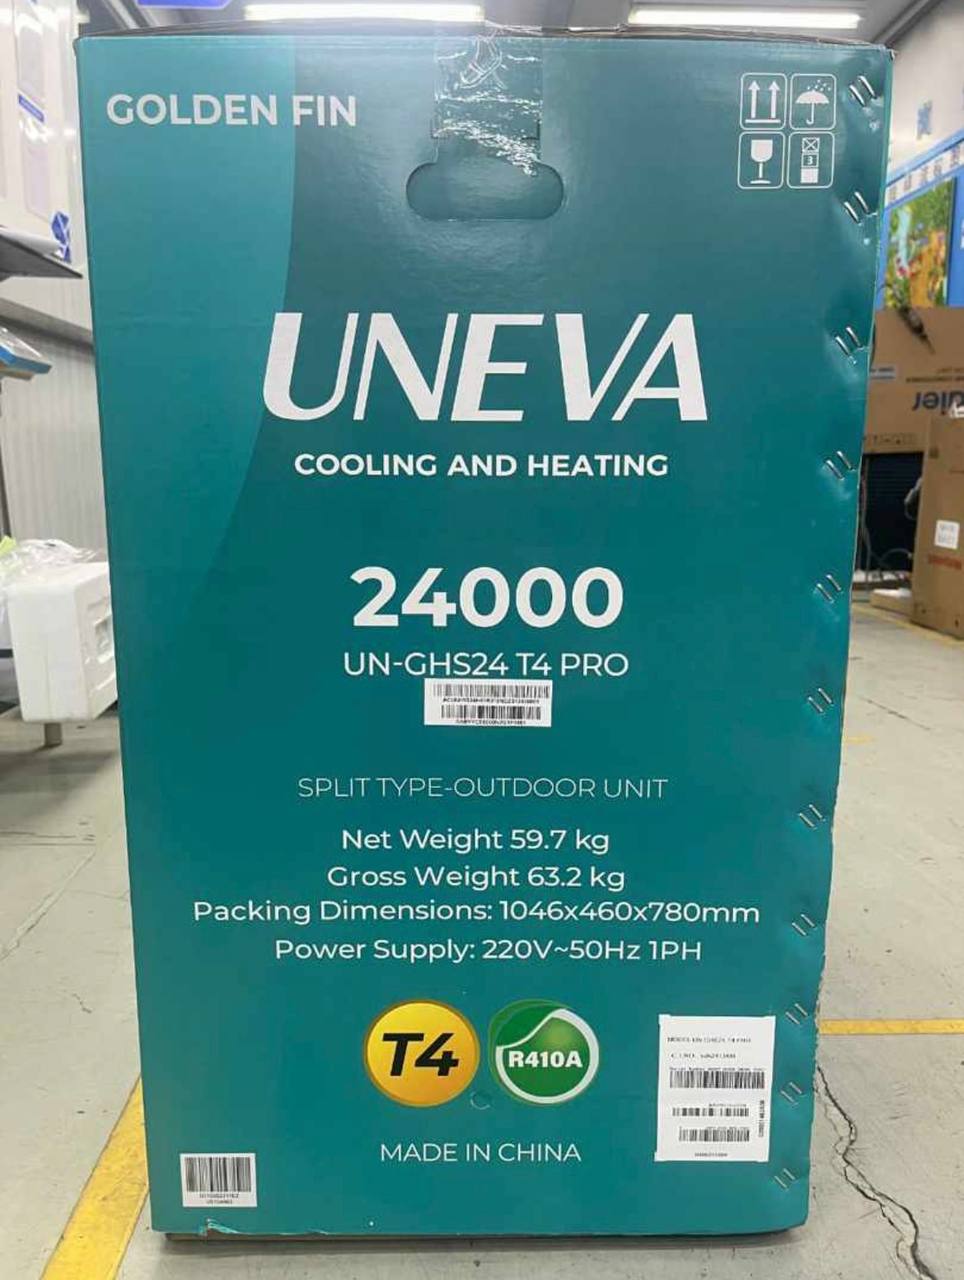 GOLDEN FIN
3
UNEVA
COOLING AND HEATING
24000
UN-GHS24 T4 PRO
SPLIT TYPE-OUTDOOR UNIT
Net Weight 59.7 kg
Gross Weight 63.2 kg
Packing Dimensions: 1046x460x780mm
Power Supply: 220V~50Hz 1PH
T4
R410A
MADE IN CHINA